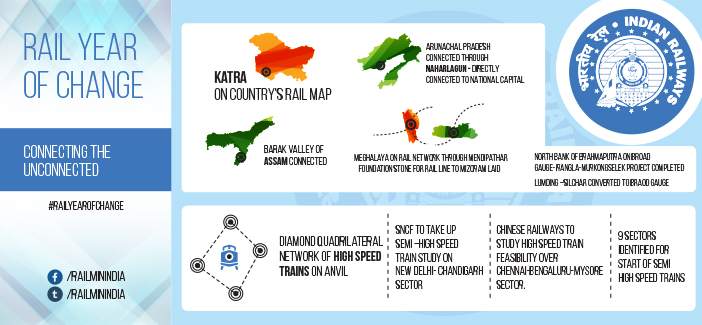 RAIL YEAR
OF CHANGE
CONNECTING THE
UNCONNECTED
#RAILYEAROFCHANGE
/RAILMININDIA
/RAILMININDIA
KATRA
ON COUNTRY'S RAIL MAP
ARUNACHAL PRADESH
CONNECTED THROUGH
NAHARLAGUN - DIRECTLY
CONNECTED TO NATIONAL CAPITAL
BARAK VALLEY OF
ASSAM CONNECTED
MEGHALAYA ON RAIL NETWORK THROUGH MENDIPATHAR
FOUNDATION STONE FOR RAIL LINE TO MIZORAM LAID
भारतीय रेल • INDIAN RAILWAYS
NORTH BANK OF BRAHMAPUTRA ON BROAD
GAUGE-RANGIA-MURKONGSELEK PROJECT COMPLETED
LUMDING -SILCHAR CONVERTED TO BRAOD GAUGE
DIAMOND QUADRILATERAL
NETWORK OF HIGH SPEED
TRAINS ON ANVIL
SNCF TO TAKE UP
SEMI -HIGH SPEED
TRAIN STUDY ON
NEW DELHI- CHANDIGARH
SECTOR
CHINESE RAILWAYS TO
STUDY HIGH SPEED TRAIN
FEASIBILITY OVER
CHENNAI-BENGALURU-MYSORE
SECTOR.
9 SECTORS
IDENTIFIED FOR
START OF SEMI
HIGH SPEED TRAINS